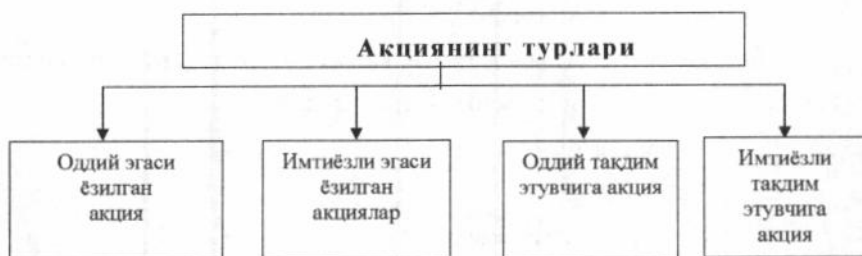 Акциянинг турлари
Оддий эгаси
ёзилган
акция
Имтиёзли эгаси
ёзилган
акциялар
Оддий тақдим
этувчига акция
Имтиёзли
тақдим
этувчига
акция